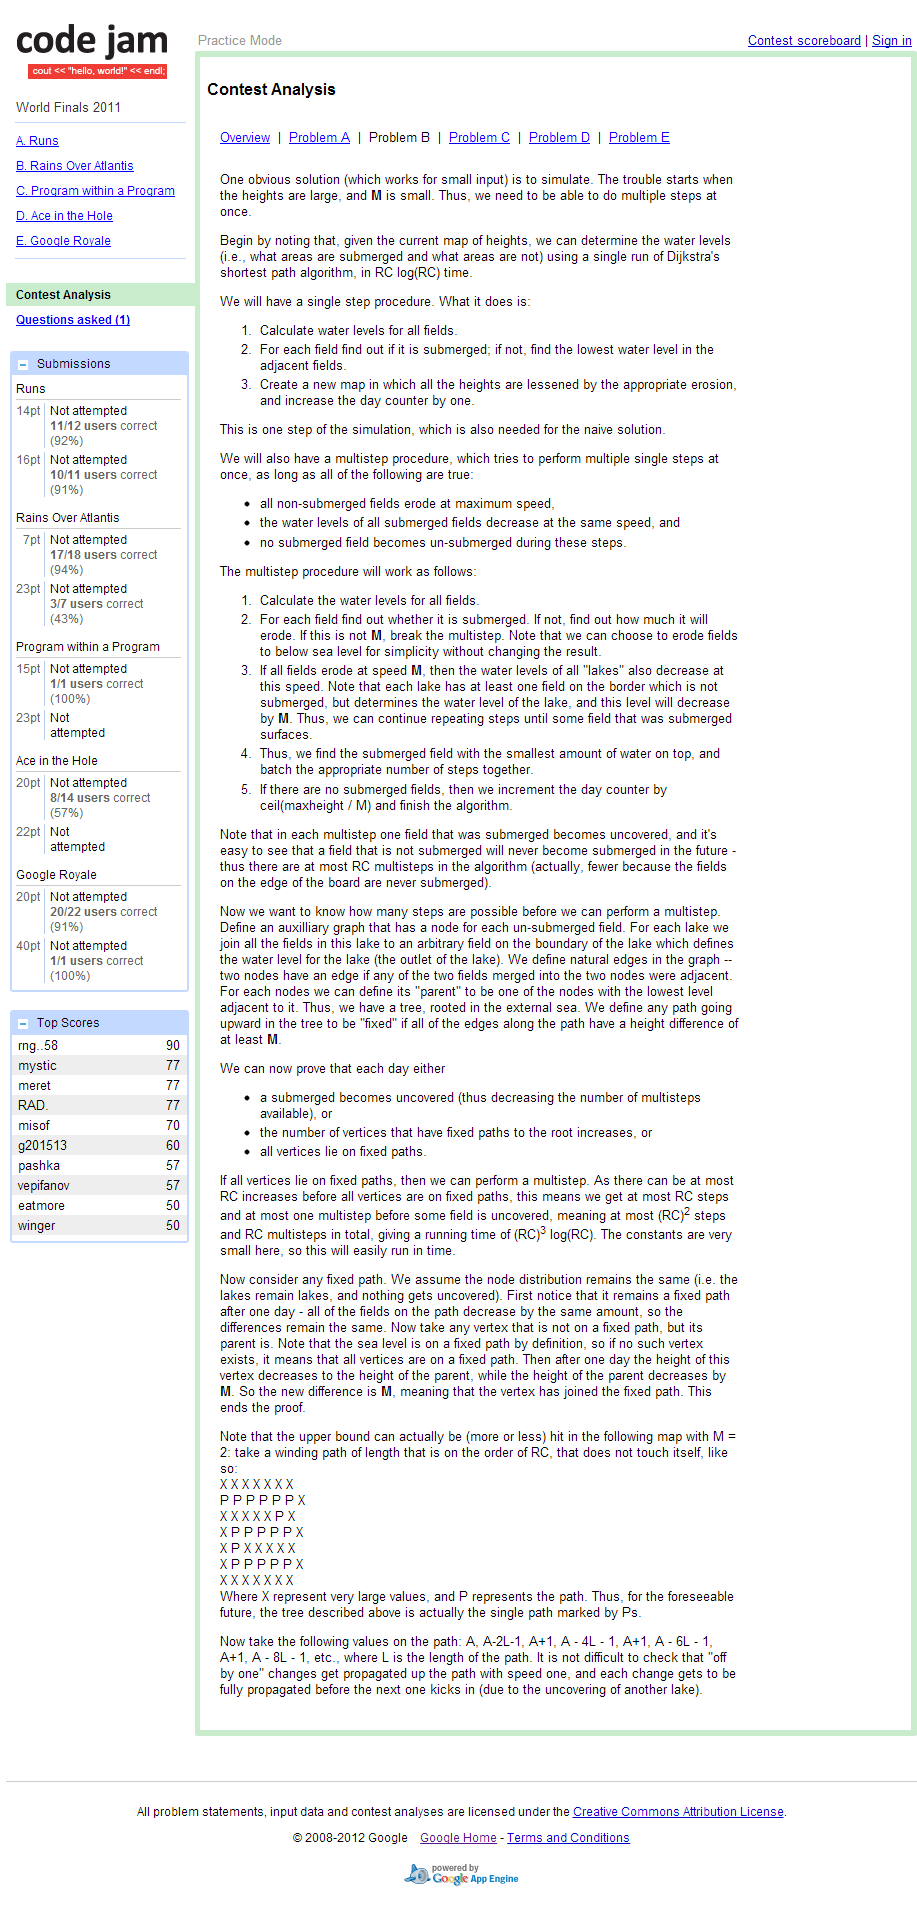 code jam
cout << "hello, world!" << endl;
Practice Mode
Contest scoreboard | Sign in
World Finals 2011
A. Runs
B. Rains Over Atlantis
C. Program within a Program
D. Ace in the Hole
E. Google Royale
Contest Analysis
Questions asked (1)
Submissions
Runs
14pt Not attempted
11/12 users correct
(92%)
16pt Not attempted
10/11 users correct
(91%)
Rains Over Atlantis
7pt Not attempted
17/18 users correct
(94%)
23pt Not attempted
3/7 users correct
(43%)
Program within a Program
15pt Not attempted
1/1 users correct
(100%)
23pt Not
attempted
Ace in the Hole
20pt Not attempted
8/14 users correct
(57%)
22pt Not
attempted
Google Royale
20pt Not attempted
20/22 users correct
(91%)
40pt Not attempted
1/1 users correct
(100%)
Top Scores
rng..58 90
mystic 77
meret 77
RAD. 77
misof 70
g201513 60
pashka 57
vepifanov 57
eatmore 50
winger 50
Contest Analysis
Overview | Problem A | Problem B | Problem C | Problem D | Problem E
One obvious solution (which works for small input) is to simulate. The trouble starts when
the heights are large, and M is small. Thus, we need to be able to do multiple steps at
once.
Begin by noting that, given the current map of heights, we can determine the water levels
(i.e., what areas are submerged and what areas are not) using a single run of Dijkstra's
shortest path algorithm, in RC log(RC) time.
We will have a single step procedure. What it does is:
1. Calculate water levels for all fields.
2. For each field find out if it is submerged; if not, find the lowest water level in the
adjacent fields.
3. Create a new map in which all the heights are lessened by the appropriate erosion,
and increase the day counter by one.
This is one step of the simulation, which is also needed for the naive solution.
We will also have a multistep procedure, which tries to perform multiple single steps at
once, as long as all of the following are true:
• all non-submerged fields erode at maximum speed,
• the water levels of all submerged fields decrease at the same speed, and
• no submerged field becomes un-submerged during these steps.
The multistep procedure will work as follows:
1. Calculate the water levels for all fields.
2. For each field find out whether it is submerged. If not, find out how much it will
erode. If this is not M, break the multistep. Note that we can choose to erode fields
to below sea level for simplicity without changing the result.
3. If all fields erode at speed M, then the water levels of all "lakes" also decrease at
this speed. Note that each lake has at least one field on the border which is not
submerged, but determines the water level of the lake, and this level will decrease
by M. Thus, we can continue repeating steps until some field that was submerged
surfaces.
4. Thus, we find the submerged field with the smallest amount of water on top, and
batch the appropriate number of steps together.
5. If there are no submerged fields, then we increment the day counter by
ceil(maxheight / M) and finish the algorithm.
Note that in each multistep one field that was submerged becomes uncovered, and it's
easy to see that a field that is not submerged will never become submerged in the future -
thus there are at most RC multisteps in the algorithm (actually, fewer because the fields
on the edge of the board are never submerged).
Now we want to know how many steps are possible before we can perform a multistep.
Define an auxilliary graph that has a node for each un-submerged field. For each lake we
join all the fields in this lake to an arbitrary field on the boundary of the lake which defines
the water level for the lake (the outlet of the lake). We define natural edges in the graph --
two nodes have an edge if any of the two fields merged into the two nodes were adjacent.
For each nodes we can define its "parent" to be one of the nodes with the lowest level
adjacent to it. Thus, we have a tree, rooted in the external sea. We define any path going
upward in the tree to be "fixed" if all of the edges along the path have a height difference of
at least M.
We can now prove that each day either
• a submerged becomes uncovered (thus decreasing the number of multisteps
available), or
• the number of vertices that have fixed paths to the root increases, or
• all vertices lie on fixed paths.
If all vertices lie on fixed paths, then we can perform a multistep. As there can be at most
RC increases before all vertices are on fixed paths, this means we get at most RC steps
and at most one multistep before some field is uncovered, meaning at most (RC)2 steps
and RC multisteps in total, giving a running time of (RC)3 log(RC). The constants are very
small here, so this will easily run in time.
Now consider any fixed path. We assume the node distribution remains the same (i.e. the
lakes remain lakes, and nothing gets uncovered). First notice that it remains a fixed path
after one day - all of the fields on the path decrease by the same amount, so the
differences remain the same. Now take any vertex that is not on a fixed path, but its
parent is. Note that the sea level is on a fixed path by definition, so if no such vertex
exists, it means that all vertices are on a fixed path. Then after one day the height of this
vertex decreases to the height of the parent, while the height of the parent decreases by
M. So the new difference is M, meaning that the vertex has joined the fixed path. This
ends the proof.
Note that the upper bound can actually be (more or less) hit in the following map with M =
2: take a winding path of length that is on the order of RC, that does not touch itself, like
so:
X X X X X X X
P P P P P P X
X X X X X P X
X P P P P P X
X P X X X X X
X P P P P P X
X X X X X X X
Where X represent very large values, and P represents the path. Thus, for the foreseeable
future, the tree described above is actually the single path marked by Ps.
Now take the following values on the path: A, A-2L-1, A+1, A - 4L - 1, A+1, A - 6L - 1,
A+1, A - 8L - 1, etc., where L is the length of the path. It is not difficult to check that "off
by one" changes get propagated up the path with speed one, and each change gets to be
fully propagated before the next one kicks in (due to the uncovering of another lake).
All problem statements, input data and contest analyses are licensed under the Creative Commons Attribution License.
© 2008-2012 Google Google Home - Terms and Conditions
powered by
Google App Engine